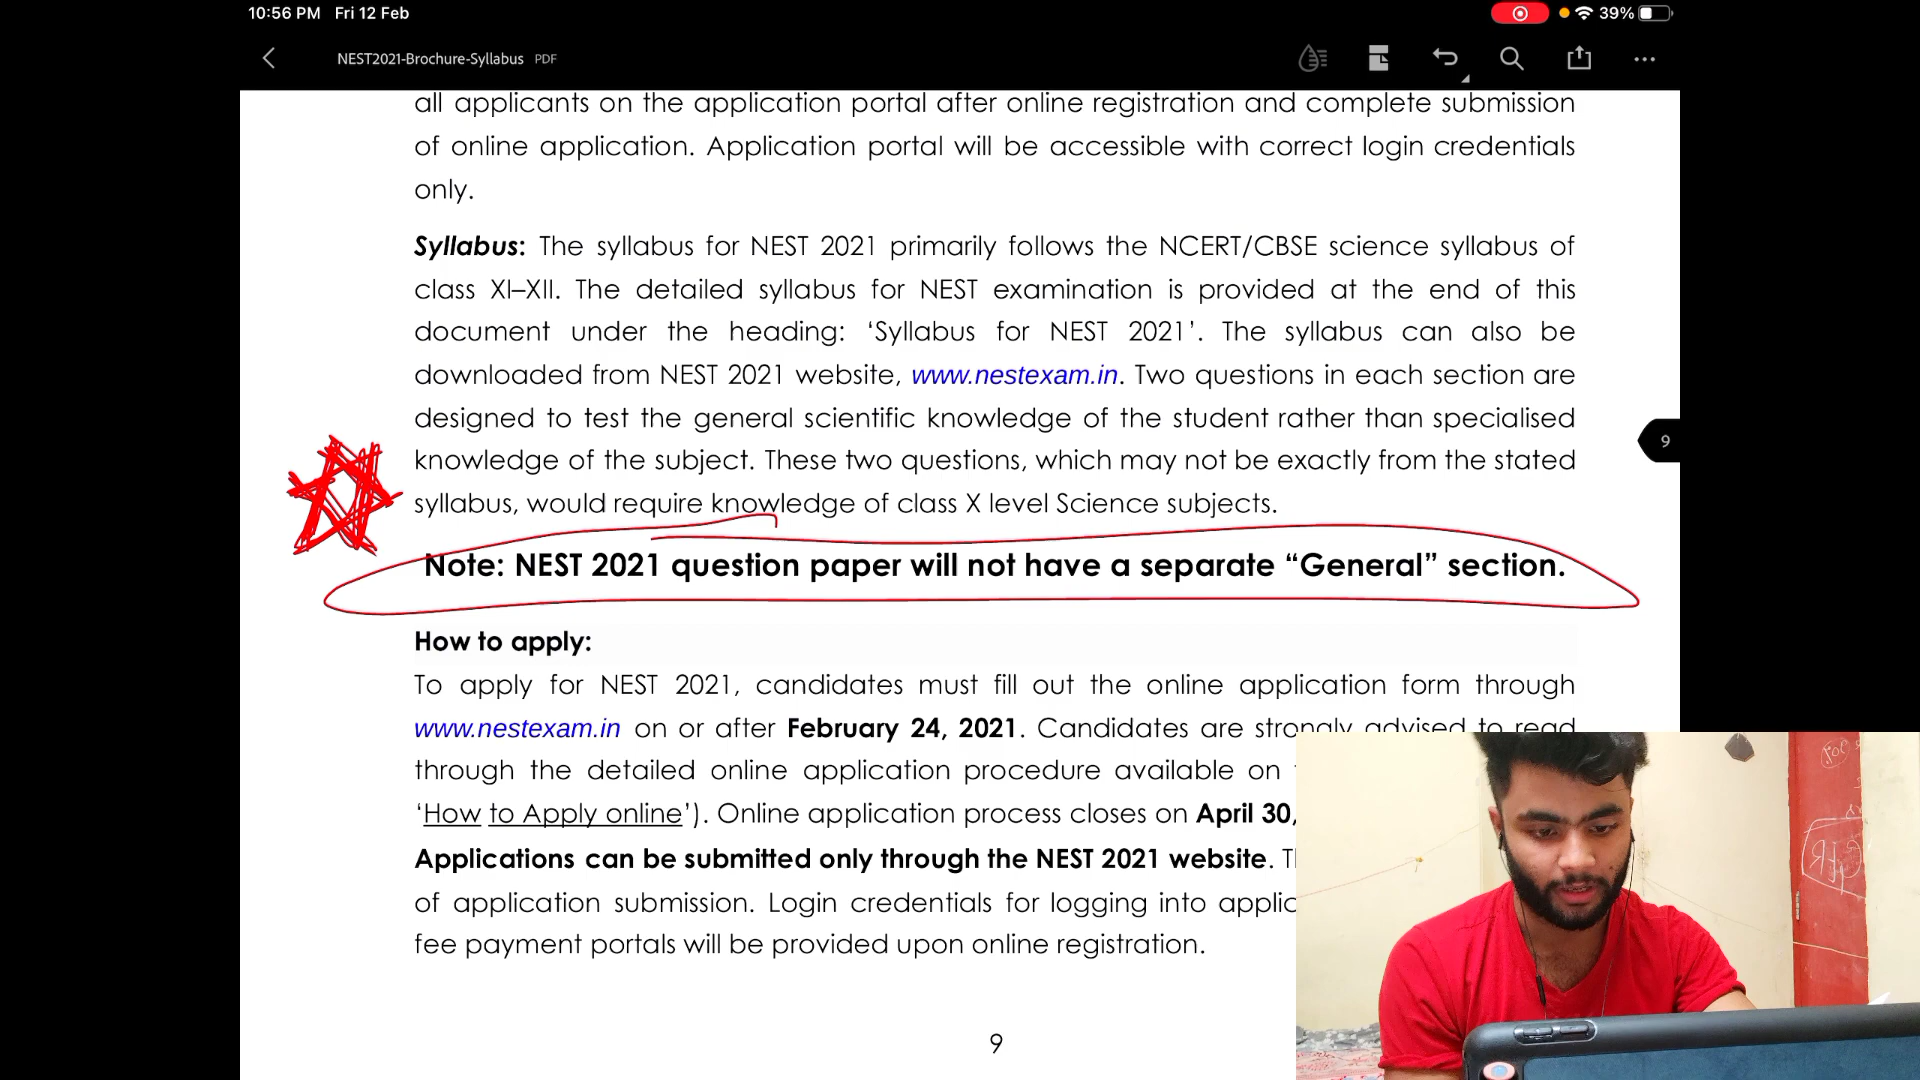 10:56 PM Fri 12 Feb
39%
NEST2021-Brochure-Syllabus PDF
all applicants on the application portal after online registration and complete submission
of online application. Application portal will be accessible with correct login credentials
only.
Syllabus: The syllabus for NEST 2021 primarily follows the NCERT/CBSE science syllabus of
class XI–XII. The detailed syllabus for NEST examination is provided at the end of this
document under the heading: ‘Syllabus for NEST 2021’. The syllabus can also be
downloaded from NEST 2021 website, www.nestexam.in. Two questions in each section are
designed to test the general scientific knowledge of the student rather than specialised
knowledge of the subject. These two questions, which may not be exactly from the stated
syllabus, would require knowledge of class X level Science subjects.
9
Note: NEST 2021 question paper will not have a separate “General” section.
How to apply:
To apply for NEST 2021, candidates must fill out the online application form through
www.nestexam.in on or after February 24, 2021. Candidates are strongly advised to read
through the detailed online application procedure available on
‘How to Apply online’). Online application process closes on April 30,
Applications can be submitted only through the NEST 2021 website.
of application submission. Login credentials for logging into
fee payment portals will be provided upon online registration.
9